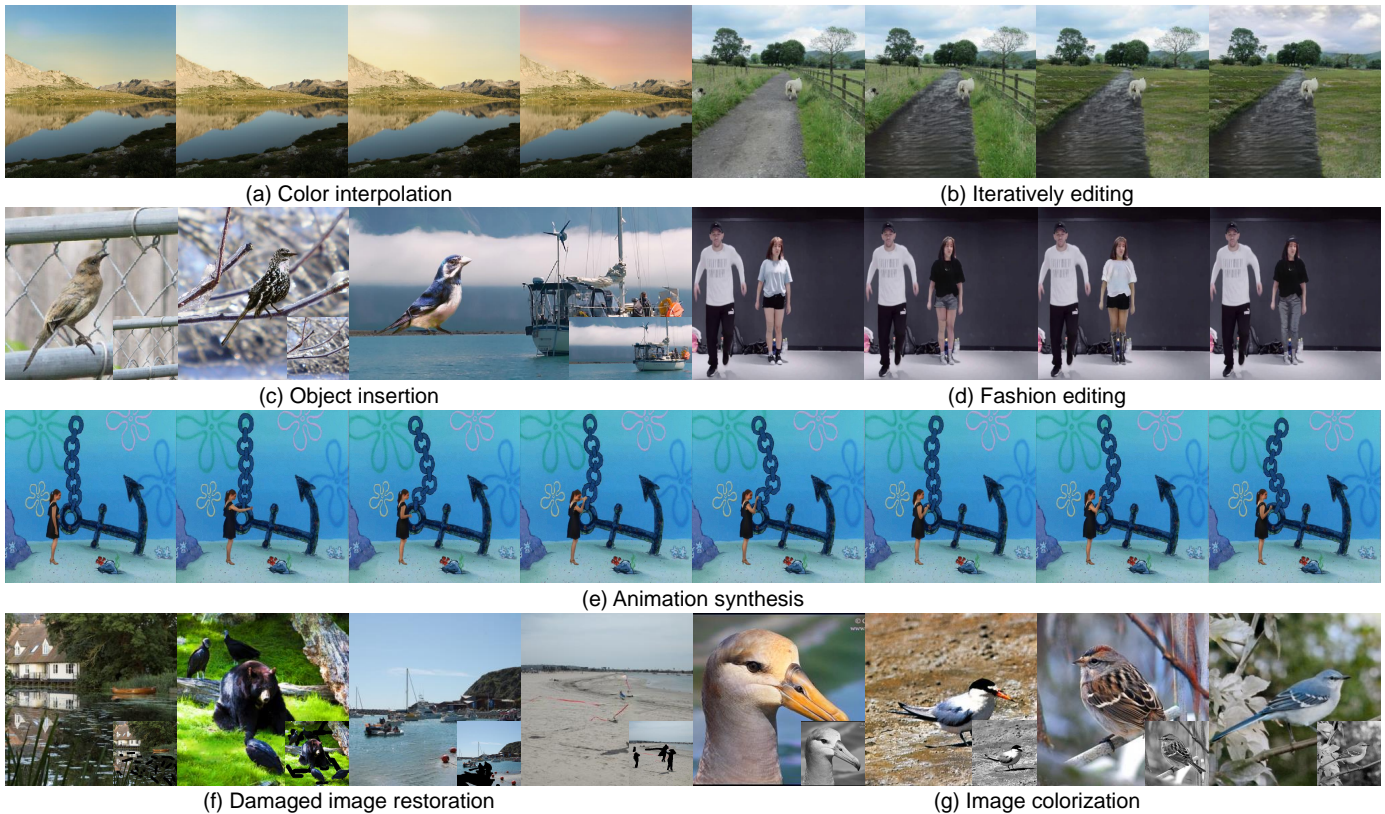 (a) Color interpolation
(b) Iteratively editing
(c) Object insertion
(d) Fashion editing
(e) Animation synthesis
(f) Damaged image restoration
(g) Image colorization